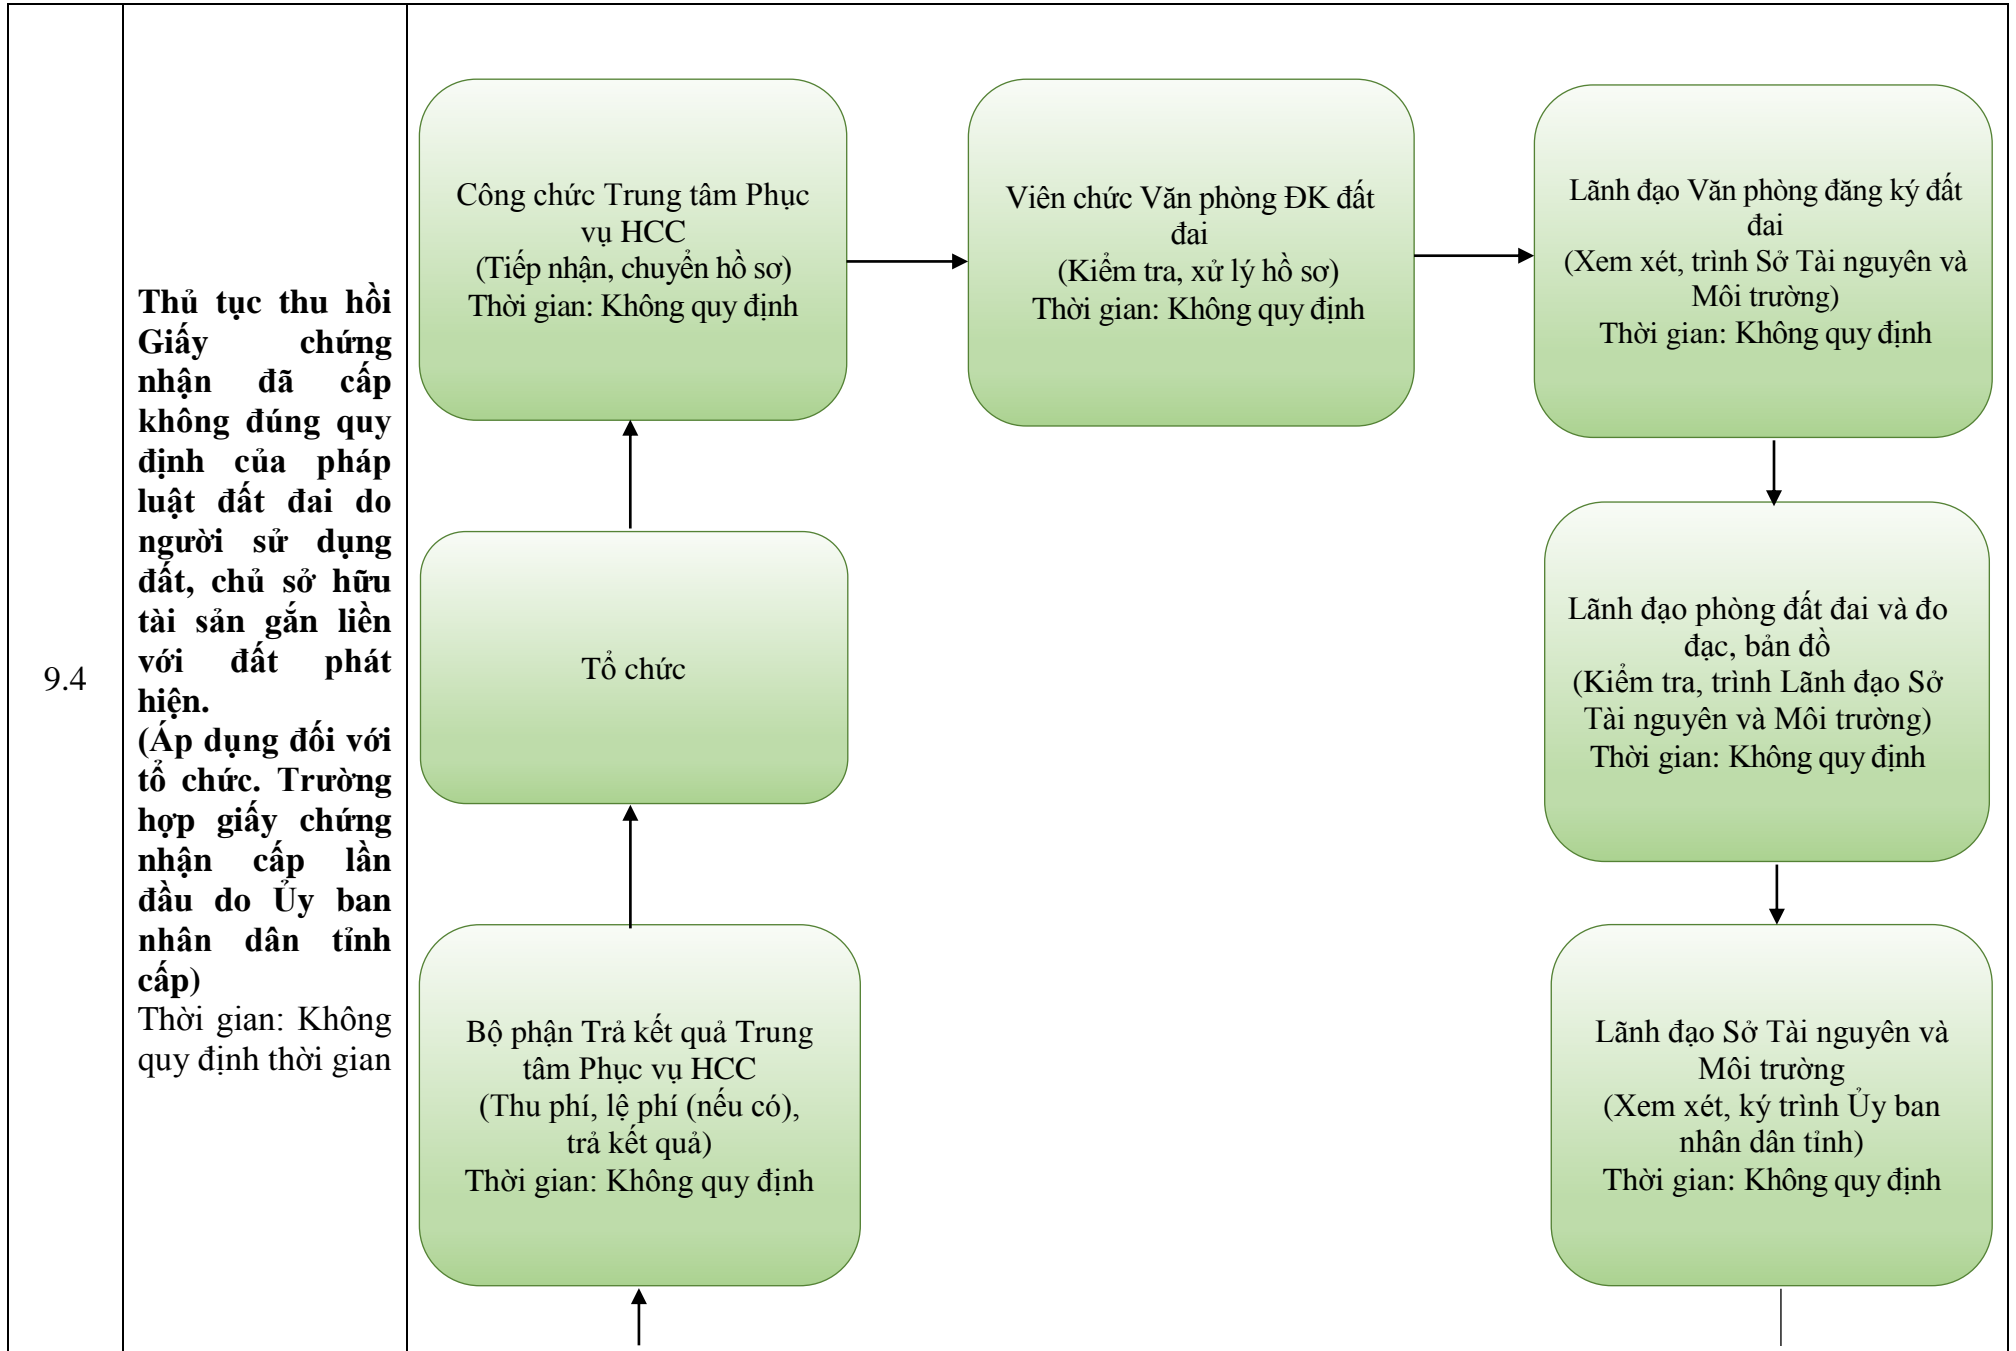 9.4
Thủ tục thu hồi
Giấy chứng
nhận đã cấp
không đúng quy
định của pháp
luật đất đai do
người sử dụng
đất, chủ sở hữu
tài sản gắn liền
với đất phát
hiện.
(Áp dụng đối với
tổ chức. Trường
hợp giấy chứng
nhận cấp lần
đầu do Ủy ban
nhân dân tỉnh
cấp)
Thời gian: Không
quy định thời gian
Công chức Trung tâm Phục
vụ HCC
(Tiếp nhận, chuyển hồ sơ)
Thời gian: Không quy định
Viên chức Văn phòng ĐK đất
đai
(Kiểm tra, xử lý hồ sơ)
Thời gian: Không quy định
Lãnh đạo Văn phòng đăng ký đất
đai
(Xem xét, trình Sở Tài nguyên và
Môi trường)
Thời gian: Không quy định
Tổ chức
Lãnh đạo phòng đất đai và đo
đạc, bản đồ
(Kiểm tra, trình Lãnh đạo Sở
Tài nguyên và Môi trường)
Thời gian: Không quy định
Bộ phận Trả kết quả Trung
tâm Phục vụ HCC
(Thu phí, lệ phí (nếu có),
trả kết quả)
Thời gian: Không quy định
Lãnh đạo Sở Tài nguyên và
Môi trường
(Xem xét, ký trình Ủy ban
nhân dân tỉnh)
Thời gian: Không quy định